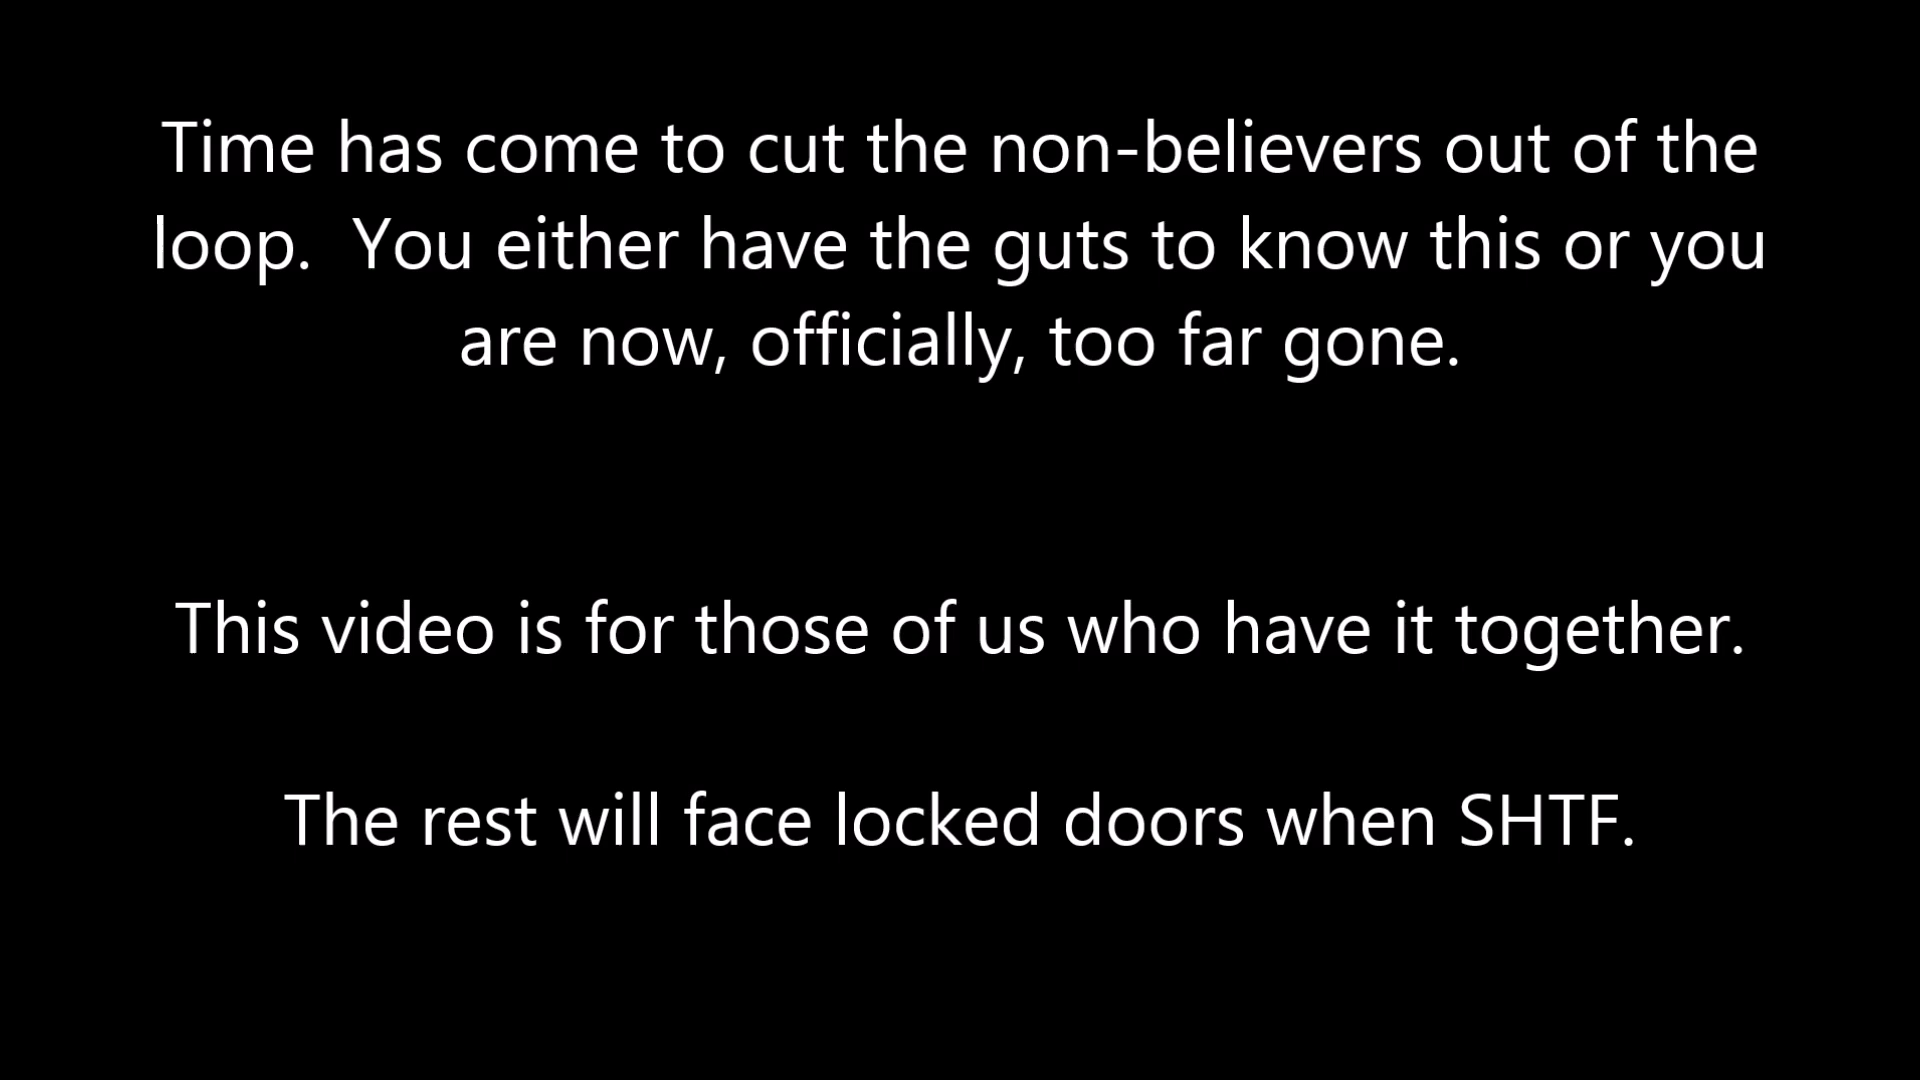 Time has come to cut the non-believers out of the
loop.  You either have the guts to know this or you
are now, officially, too far gone.
This video is for those of us who have it together.
The rest will face locked doors when SHTF.